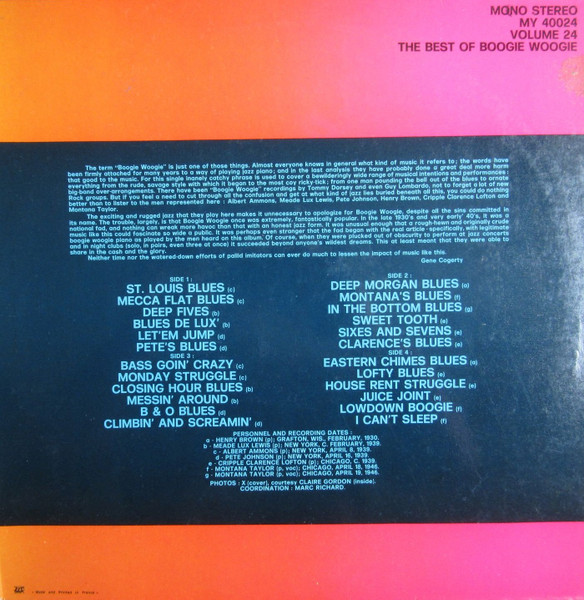 MONO STEREO
MY 40024
VOLUME 24
THE BEST OF BOOGIE WOOGIE
The term "Boogie Woogie" is just one of those things. Almost everyone knows in general what kind of music it refers to; the words have
been firmly attached for many years to a way of playing jazz piano; and in the last analysis they have probably done a great deal more harm
that good to the music. For this single inanely catchy phrase is used to cover a bewilderingly wide range of musical intentions and performances:
everything from the rude, savage style with which it began to the most coy ricky-tick; from one man pounding the bell out of the blues to ornate
big-band over-arrangements. There have been "Boogie Woogie" recordings by Tommy Dorsey and even Guy Lombardo, not to forget a lot of new
Rock groups. But if you feel a need to cut through all the confusion and get at what kind of jazz lies buried beneath all this, you could do nothing
better than to listen to the men represented here : Albert Ammons, Meade Lux Lewis, Pete Johnson, Henry Brown, Cripple Clarence Lofton and
Montana Taylor.
The exciting and rugged jazz that they play here makes it unnecessary to apologize for Boogie Woogie, despite all the sins committed in
its name. The trouble, largely, is that Boogie Woogie once was extremely, fantastically popular. In the late 1930's and very early' 40's, it was a
national fad, and nothing can wreak more havoc than that with an honest jazz form. It was unusual enough that a roughhewn and originally crude
music like this could fascinate so wide a public. It was perhaps even stranger that the fad began with the real article - specifically, with legitimate
boogie woogie piano as played by the men heard on this album. Of course, when they were plucked out of obscurity to perform at jazz concerts
and in night clubs (solo, in pairs, even three at once) it succeeded beyond anyone's wildest dreams. This at least meant that they were able to
share in the cash and the glory.
Neither time nor the watered-down efforts of pallid imitators can ever do much to lessen the impact of music like this.
Gene Cogerty
SIDE 1 :
ST. LOUIS BLUES (c)
MECCA FLAT BLUES (c)
DEEP FIVES (b)
BLUES DE LUX' (b)
LET'EM JUMP (d)
PETE'S BLUES (d)
SIDE 3 :
BASS GOIN' CRAZY (c)
MONDAY STRUGGLE (c)
CLOSING HOUR BLUES (b)
MESSIN' AROUND (b)
B & O BLUES (d)
CLIMBIN' AND SCREAMIN' (d)
SIDE 2 :
DEEP MORGAN BLUES (a)
MONTANA'S BLUES (f)
IN THE BOTTOM BLUES (g)
SWEET TOOTH (e)
SIXES AND SEVENS (e)
CLARENCE'S BLUES (e)
SIDE 4 :
EASTERN CHIMES BLUES (a)
LOFTY BLUES (e)
HOUSE RENT STRUGGLE (e)
JUICE JOINT (e)
LOWDOWN BOOGIE (f)
I CAN'T SLEEP (f)
PERSONNEL AND RECORDING DATES :
a - HENRY BROWN (p); GRAFTON, WIS., FEBRUARY, 1930.
b - MEADE LUX LEWIS (p); NEW YORK, C. FEBRUARY, 1939.
c - ALBERT AMMONS (p); NEW YORK, APRIL 8, 1939.
d - PETE JOHNSON (p); NEW YORK, APRIL 16, 1939.
e - CRIPPLE CLARENCE LOFTON (p); CHICAGO, C. 1939.
f - MONTANA TAYLOR (p, voc); CHICAGO, APRIL 18, 1946.
g - MONTANA TAYLOR (p, voc); CHICAGO, APRIL 19, 1946.
PHOTOS : X (cover), courtesy CLAIRE GORDON (inside).
COORDINATION : MARC RICHARD.
- Made and Printed in France -